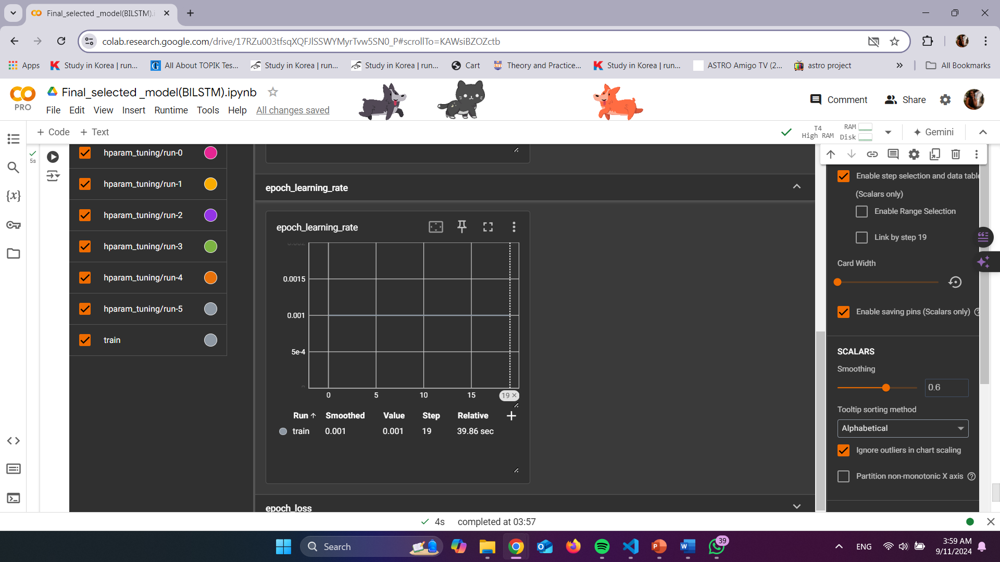 Final_selected _model(BILSTM).i
colab.research.google.com/drive/17RZu003tfsqXQFJlSSWYMyrTvw5SN0_P#scrollTo=KAWsiBZOZctb
Apps
Study in Korea | run...
All About TOPIK Tes...
Study in Korea | run...
Study in Korea | run...
Cart
Theory and Practice...
Study in Korea | run...
ASTRO Amigo TV (2...
astro project
All Bookmarks
PRO
Final_selected _model(BILSTM).ipynb
File Edit View Insert Runtime Tools Help All changes saved
Comment
Share
+ Code + Text
T4
High RAM
RAM
Disk
Gemini
5s
hparam_tuning/run-0
hparam_tuning/run-1
hparam_tuning/run-2
hparam_tuning/run-3
hparam_tuning/run-4
hparam_tuning/run-5
train
epoch_learning_rate
epoch_learning_rate
0.002
0.0015
0.001
5e-4
0
0 5 10 15 19
Run Smoothed Value Step Relative
train 0.001 0.001 19 39.86 sec
epoch_loss
Enable step selection and data table
(Scalars only)
Enable Range Selection
Link by step 19
Card Width
Enable saving pins (Scalars only)
SCALARS
Smoothing
0.6
Tooltip sorting method
Alphabetical
Ignore outliers in chart scaling
Partition non-monotonic X axis
4s completed at 03:57
Search
39
ENG
3:59 AM
9/11/2024